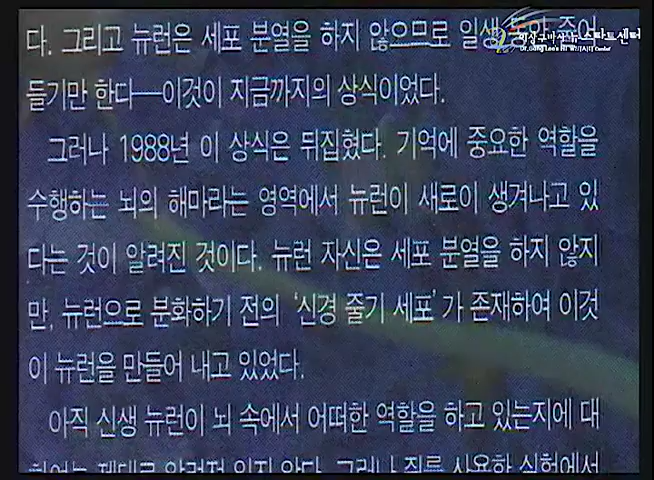 뉴스타트센터
다. 그리고 뉴런은 세포 분열을 하지 않으므로 일생 동안 줄어
들기만 한다—이것이 지금까지의 상식이었다.
그러나 1988년 이 상식은 뒤집혔다. 기억에 중요한 역할을
수행하는 뇌의 해마라는 영역에서 뉴런이 새로이 생겨나고 있
다는 것이 알려진 것이다. 뉴런 자신은 세포 분열을 하지 않지
만, 뉴런으로 분화하기 전의 '신경 줄기 세포'가 존재하여 이것
이 뉴런을 만들어 내고 있었다.
아직 신생 뉴런이 뇌 속에서 어떠한 역할을 하고 있는지에 대